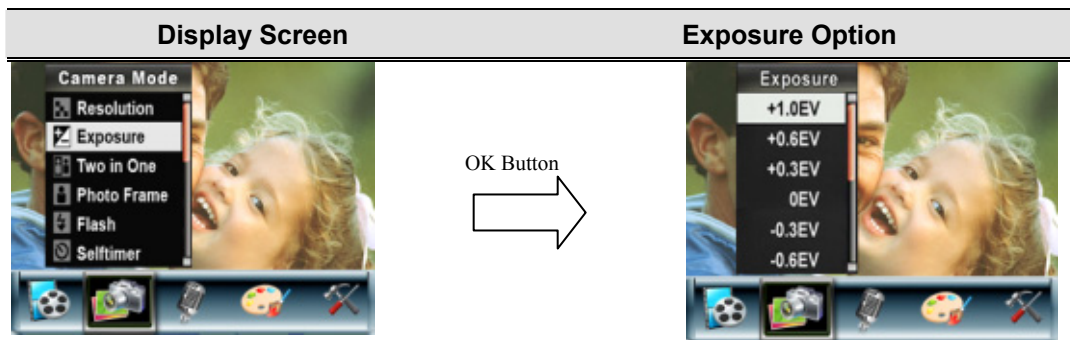 Display Screen
Exposure Option
Camera Mode
Resolution
Exposure
Two in One
Photo Frame
Flash
Selftimer
OK Button
Exposure
+1.0EV
+0.6EV
+0.3EV
0EV
-0.3EV
-0.6EV